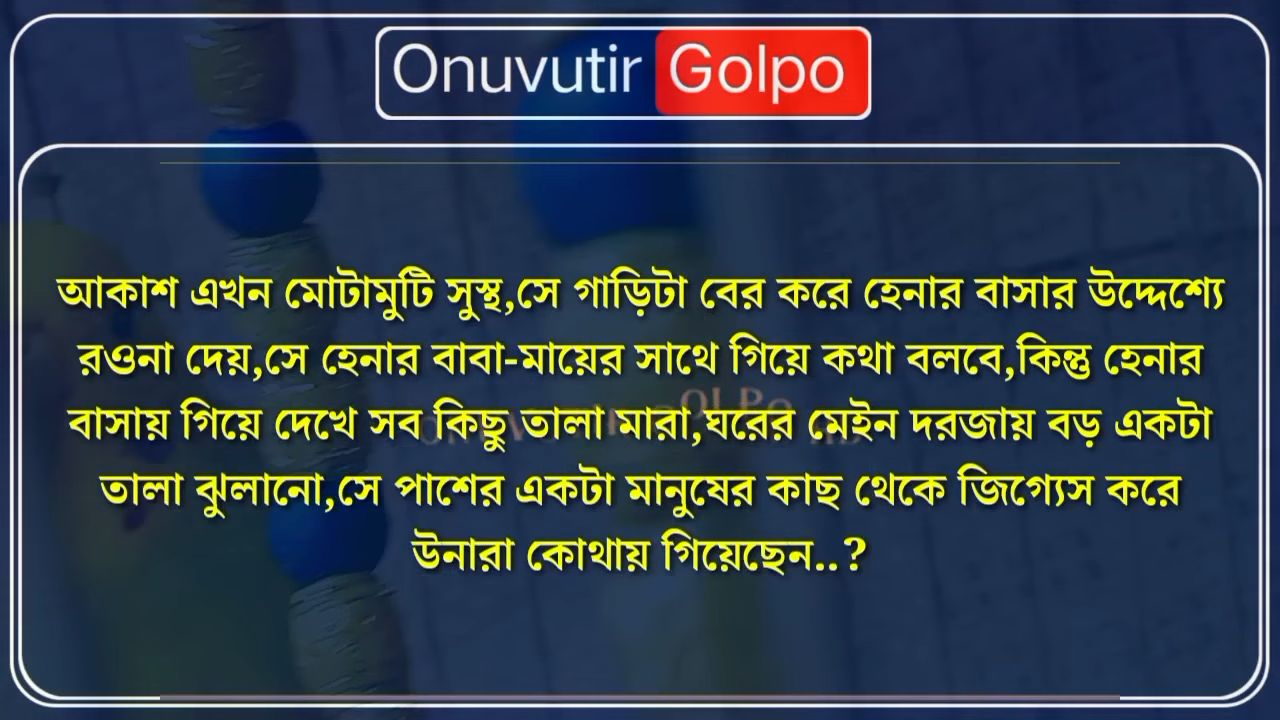 Onuvutir Golpo
আকাশ এখন মোটামুটি সুস্থ,সে গাড়িটা বের করে হেনার বাসার উদ্দেশ্যে
রওনা দেয়,সে হেনার বাবা-মায়ের সাথে গিয়ে কথা বলবে,কিন্তু হেনার
বাসায় গিয়ে দেখে সব কিছু তালা মারা,ঘরের মেইন দরজায় বড় একটা
তালা ঝুলানো,সে পাশের একটা মানুষের কাছ থেকে জিগ্যেস করে
উনারা কোথায় গিয়েছেন..?